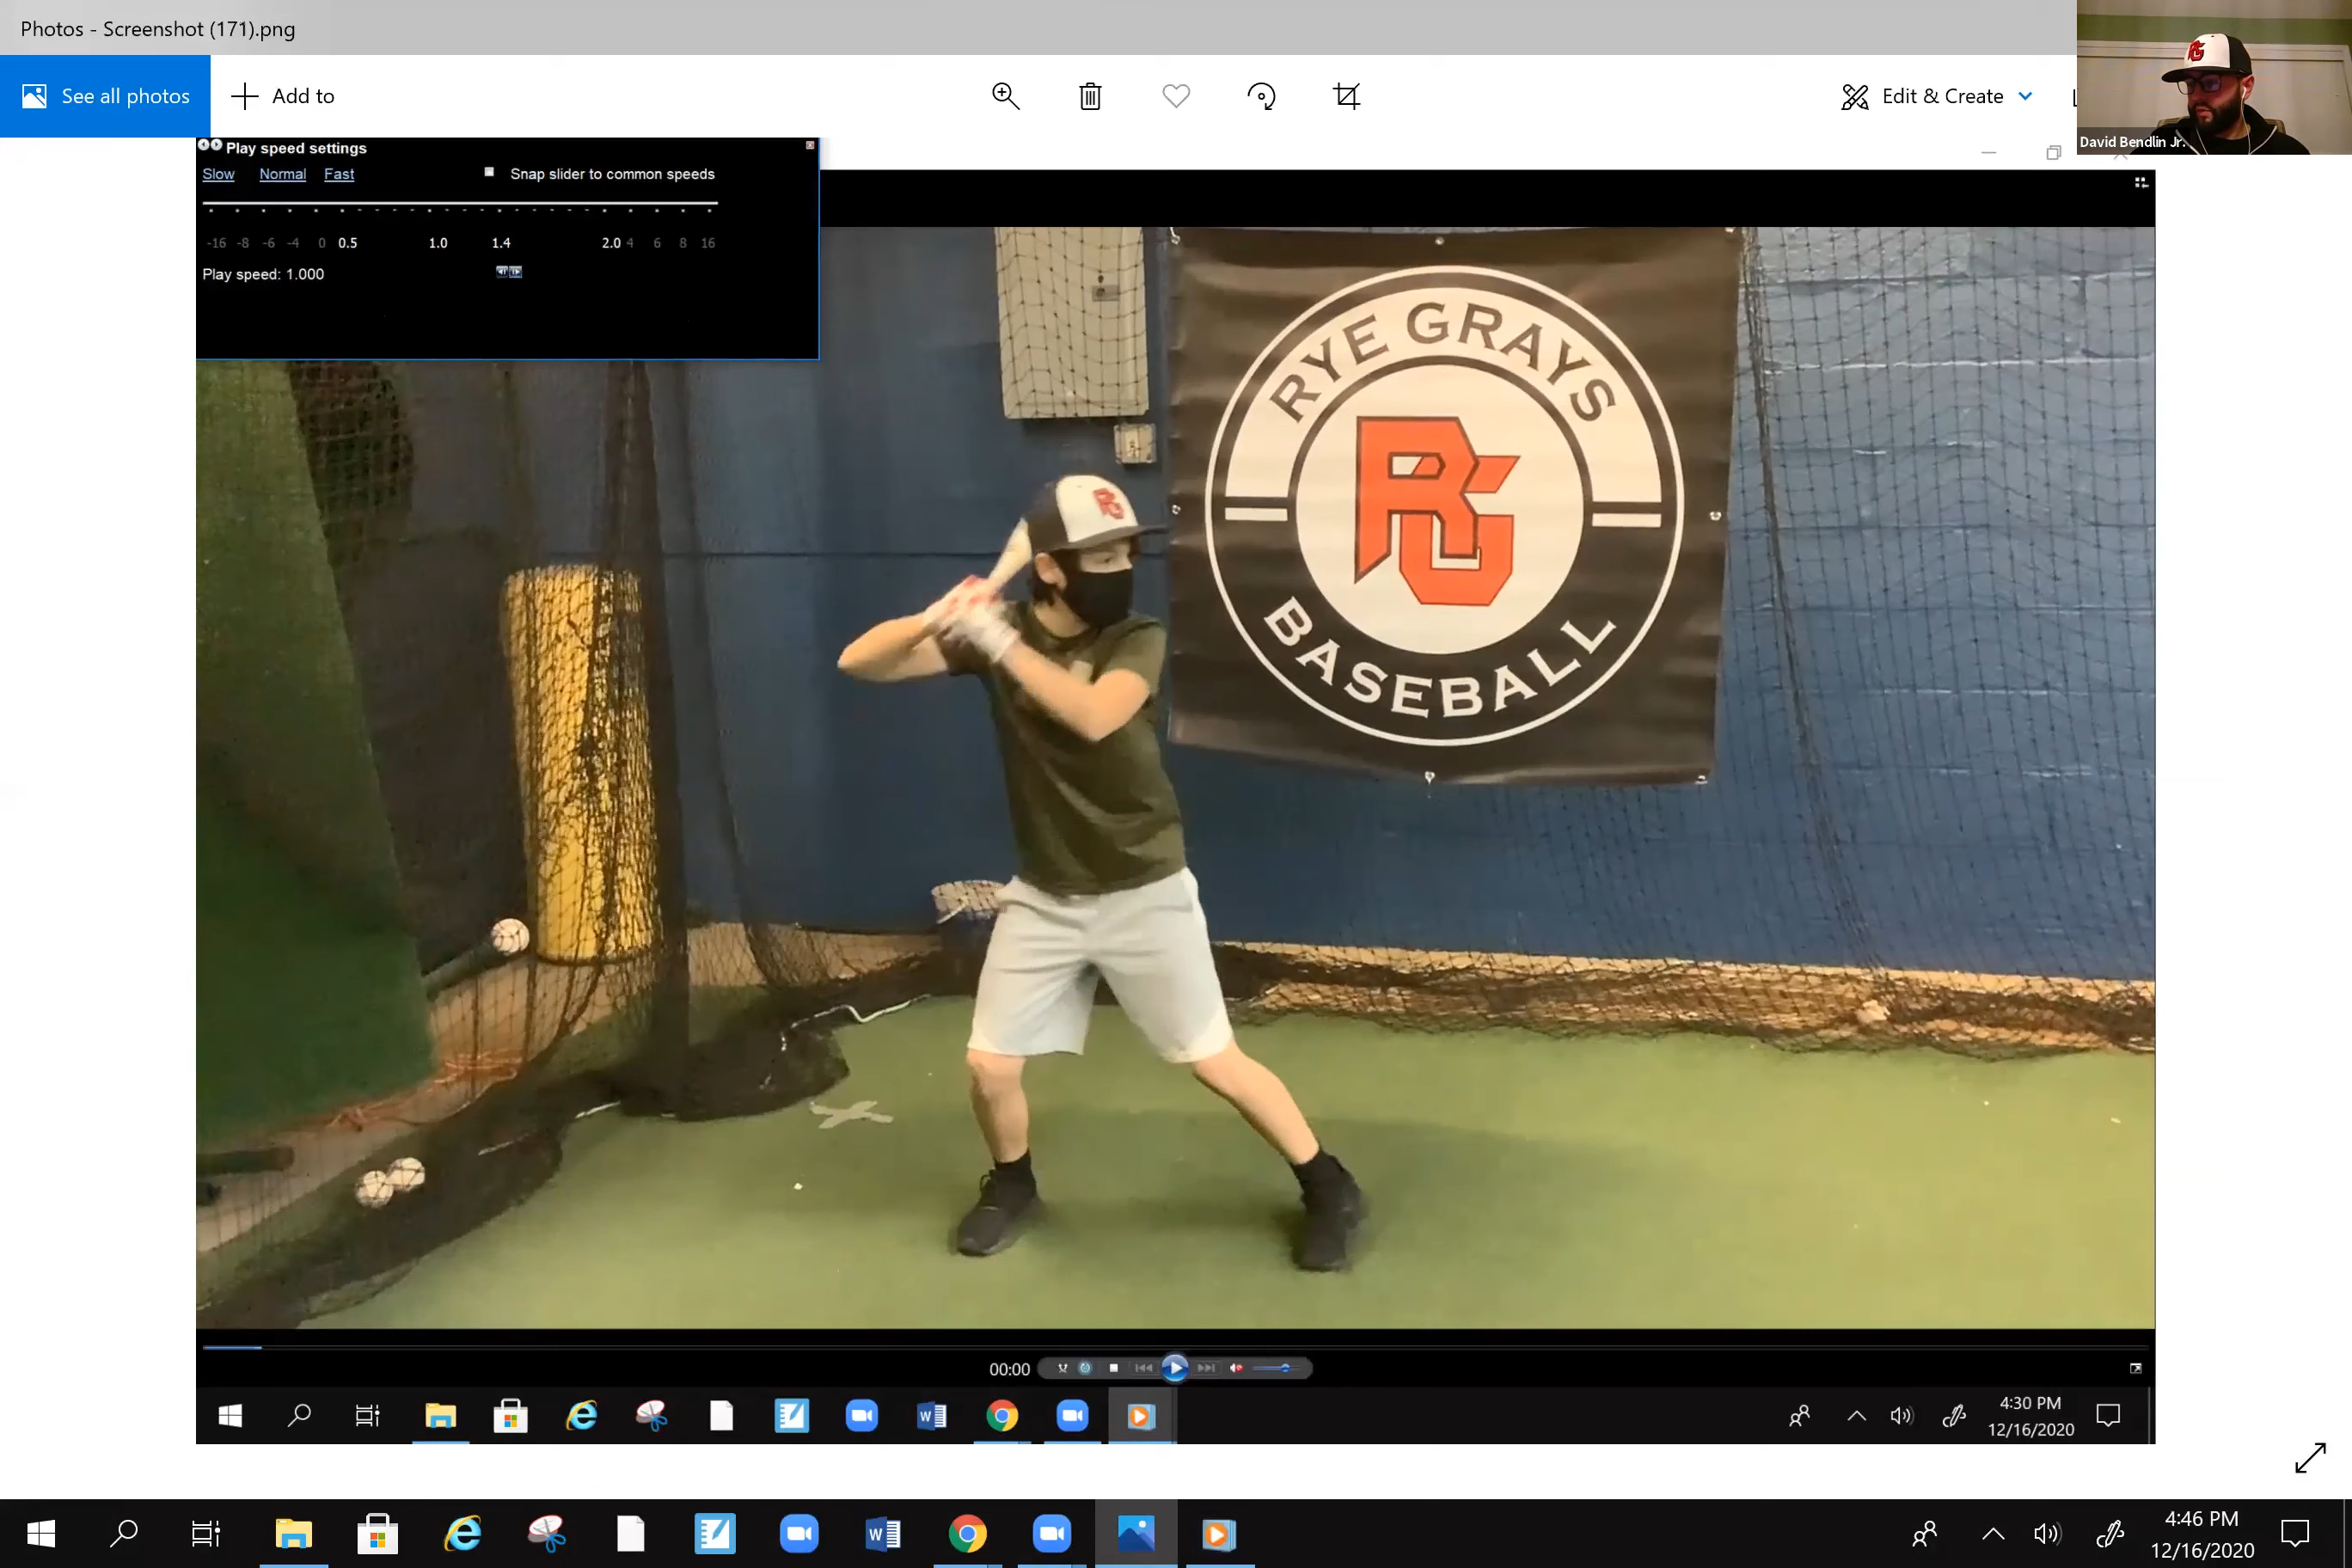 Photos - Screenshot (171).png
See all photos
Add to
Edit & Create
David Bendlin Jr.
Play speed settings
Slow Normal Fast
Snap slider to common speeds
-16 -8 -6 -4 0 0.5 1.0 1.4 2.0 4 6 8 16
Play speed: 1.000
RG
RG
RYE GRAYS
RG
BASEBALL
00:00
4:30 PM
12/16/2020
4:46 PM
12/16/2020